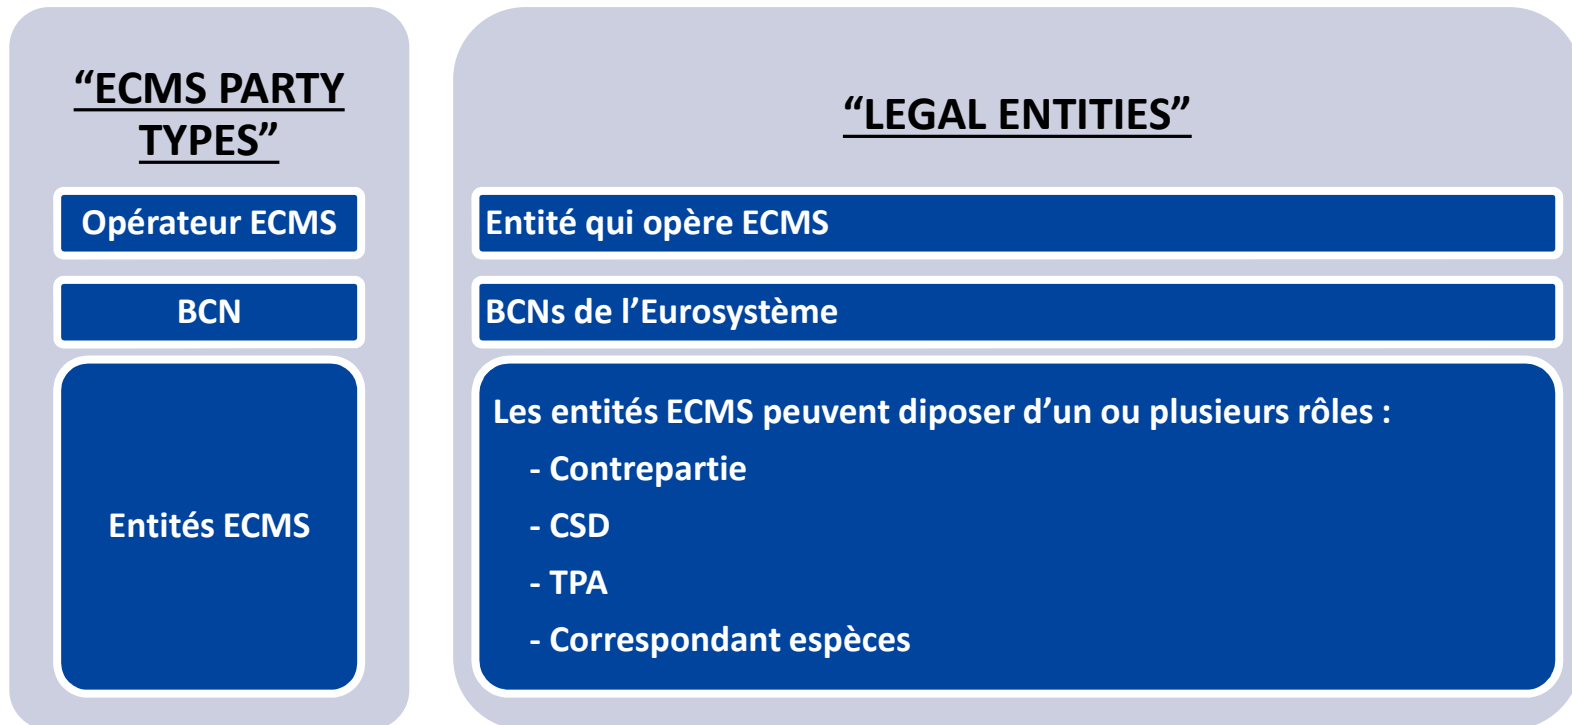 “ECMS PARTY
TYPES”
“LEGAL ENTITIES”
Opérateur ECMS
Entité qui opère ECMS
BCN
BCNs de l’Eurosystème
Entités ECMS
Les entités ECMS peuvent diposer d’un ou plusieurs rôles :
- Contrepartie
- CSD
- TPA
- Correspondant espèces